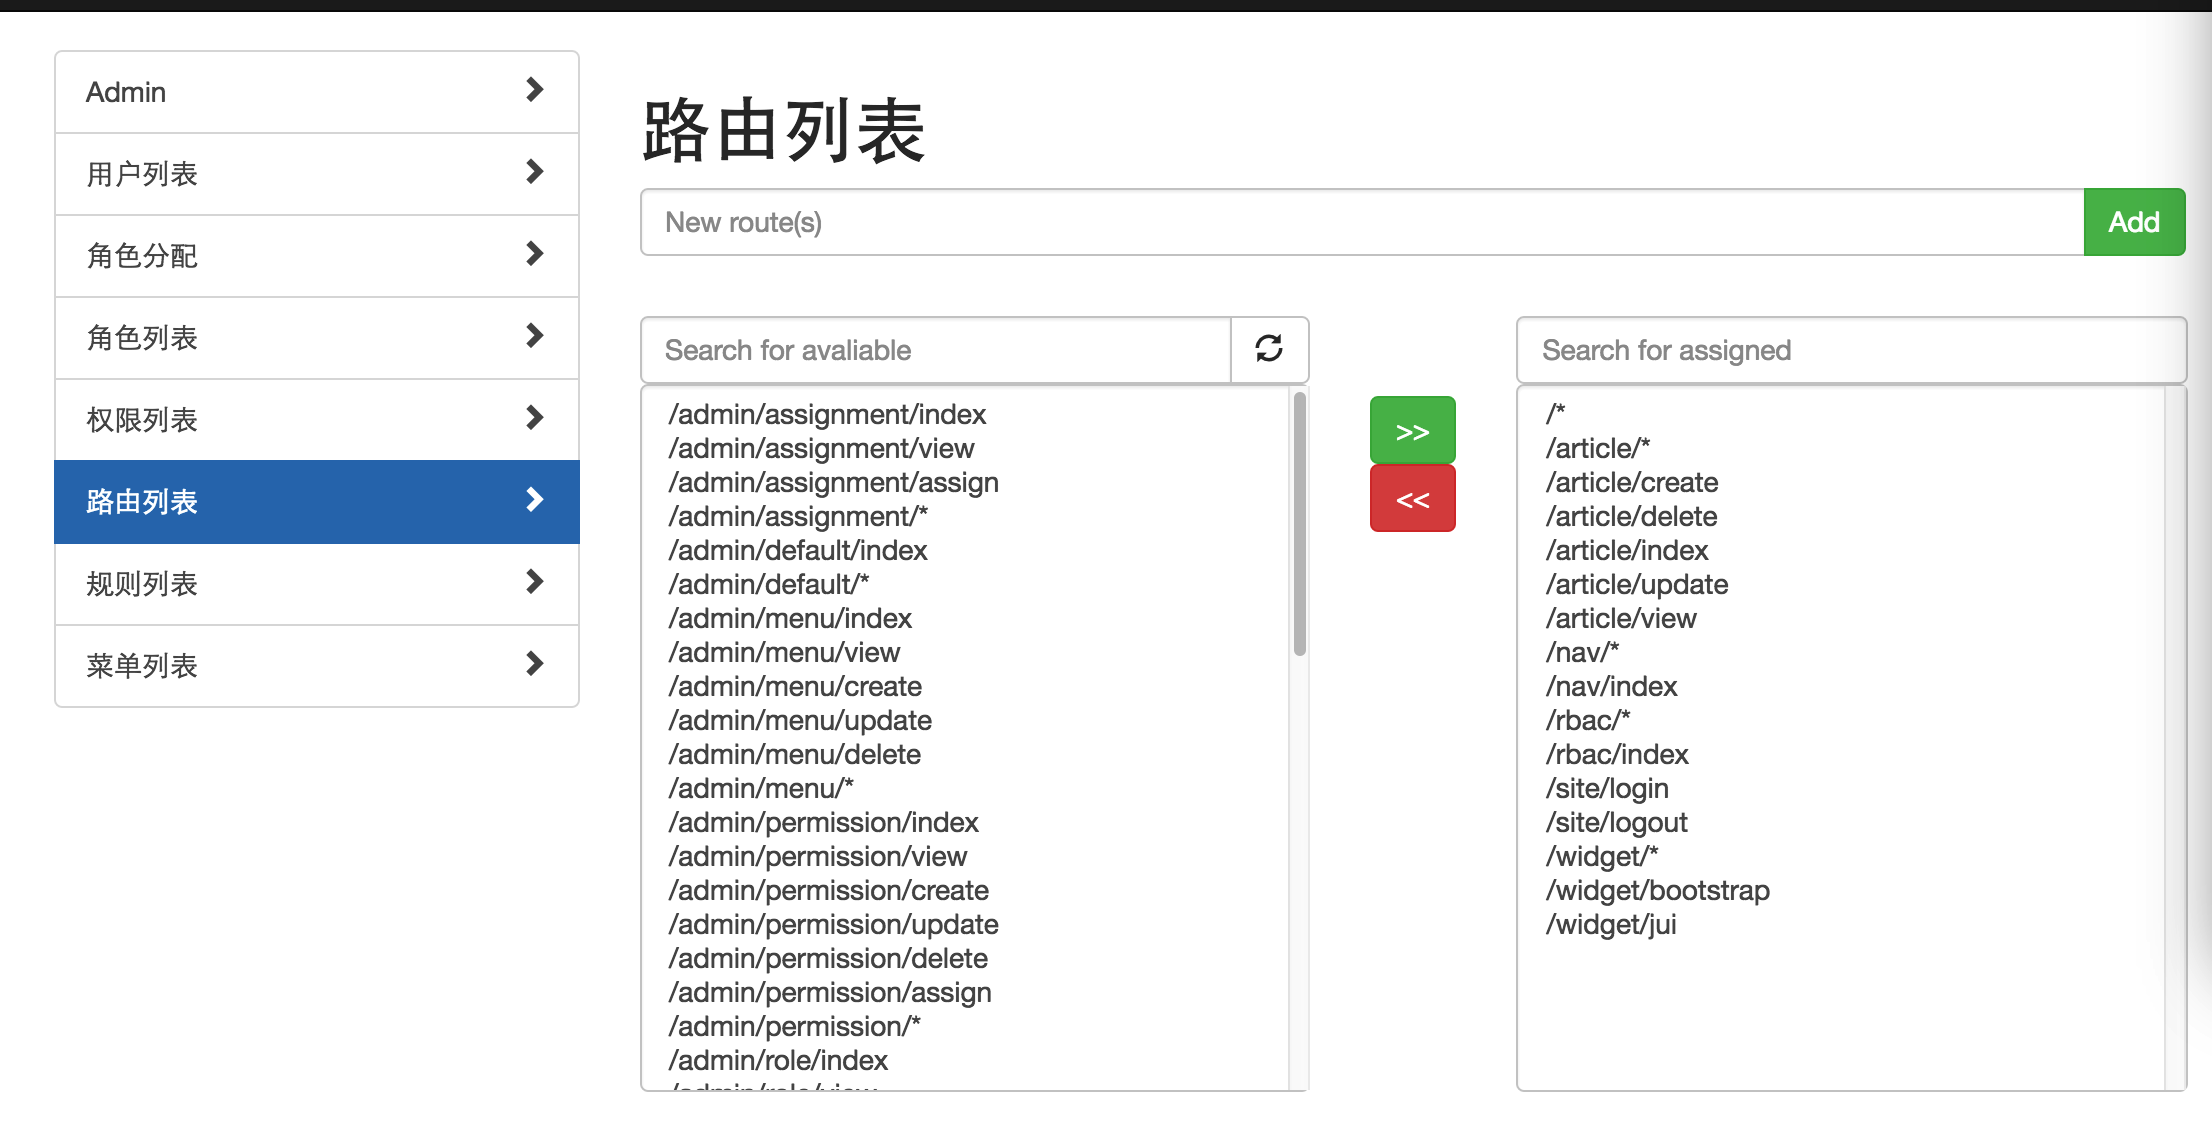 Admin
用户列表
角色分配
角色列表
权限列表
路由列表
规则列表
菜单列表
路由列表
New route(s)
Add
Search for avaliable
/admin/assignment/index
/admin/assignment/view
/admin/assignment/assign
/admin/assignment/*
/admin/default/index
/admin/default/*
/admin/menu/index
/admin/menu/view
/admin/menu/create
/admin/menu/update
/admin/menu/delete
/admin/menu/*
/admin/permission/index
/admin/permission/view
/admin/permission/create
/admin/permission/update
/admin/permission/delete
/admin/permission/assign
/admin/permission/*
/admin/role/index
/admin/role/view
>>
<<
Search for assigned
/*
/article/*
/article/create
/article/delete
/article/index
/article/update
/article/view
/nav/*
/nav/index
/rbac/*
/rbac/index
/site/login
/site/logout
/widget/*
/widget/bootstrap
/widget/jui